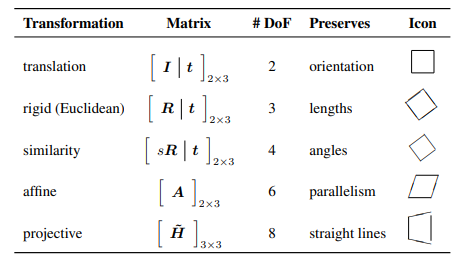 Transformation Matrix # DoF Preserves Icon
translation [ I | t ]2×3 2 orientation
rigid (Euclidean) [ R | t ]2×3 3 lengths
similarity [ sR | t ]2×3 4 angles
affine [ A ]2×3 6 parallelism
projective [ H̃ ]3×3 8 straight lines